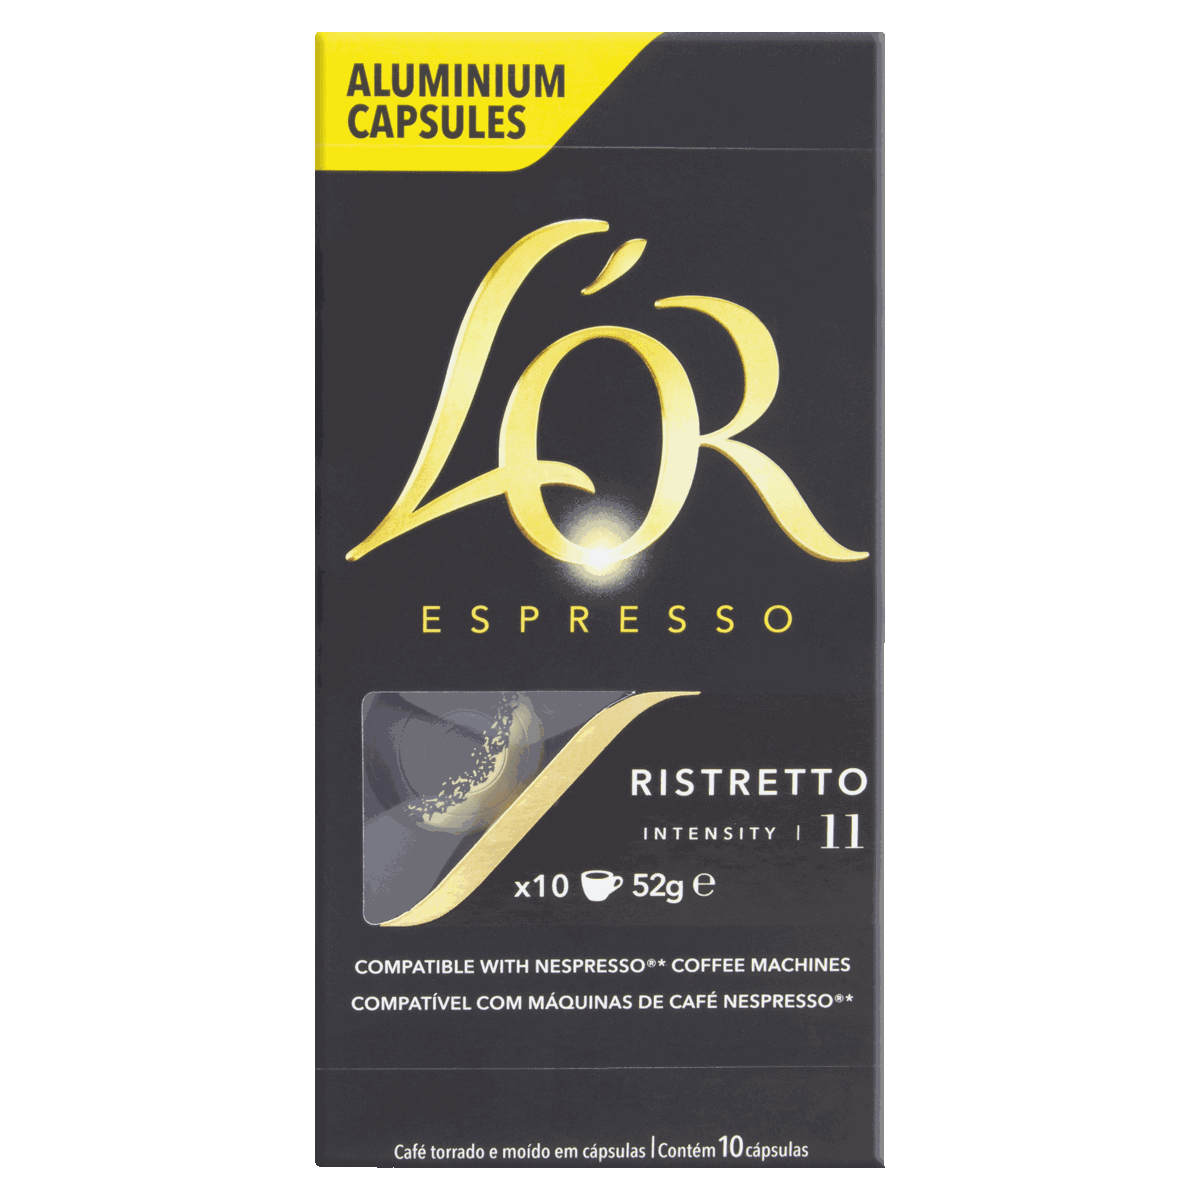 ALUMINIUM
CAPSULES
L'OR
ESPRESSO
RISTRETTO
INTENSITY | 11
x10 52g ℮
COMPATIBLE WITH NESPRESSO®* COFFEE MACHINES
COMPATÍVEL COM MÁQUINAS DE CAFÉ NESPRESSO®*
Café torrado e moído em cápsulas | Contém 10 cápsulas